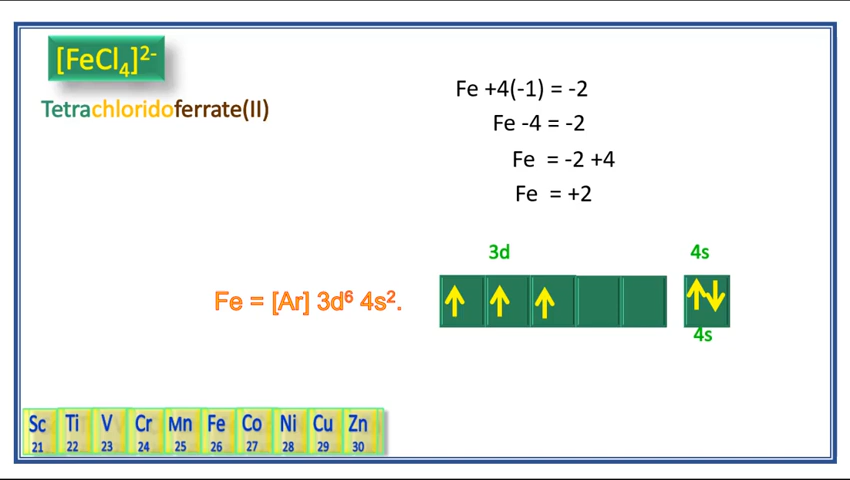 [FeCl₄]²⁻
Tetrachloridoferrate(II)
Fe +4(-1) = -2
Fe -4 = -2
Fe = -2 +4
Fe = +2
3d 4s
Fe = [Ar] 3d⁶ 4s².
4s
Sc Ti V Cr Mn Fe Co Ni Cu Zn
21 22 23 24 25 26 27 28 29 30